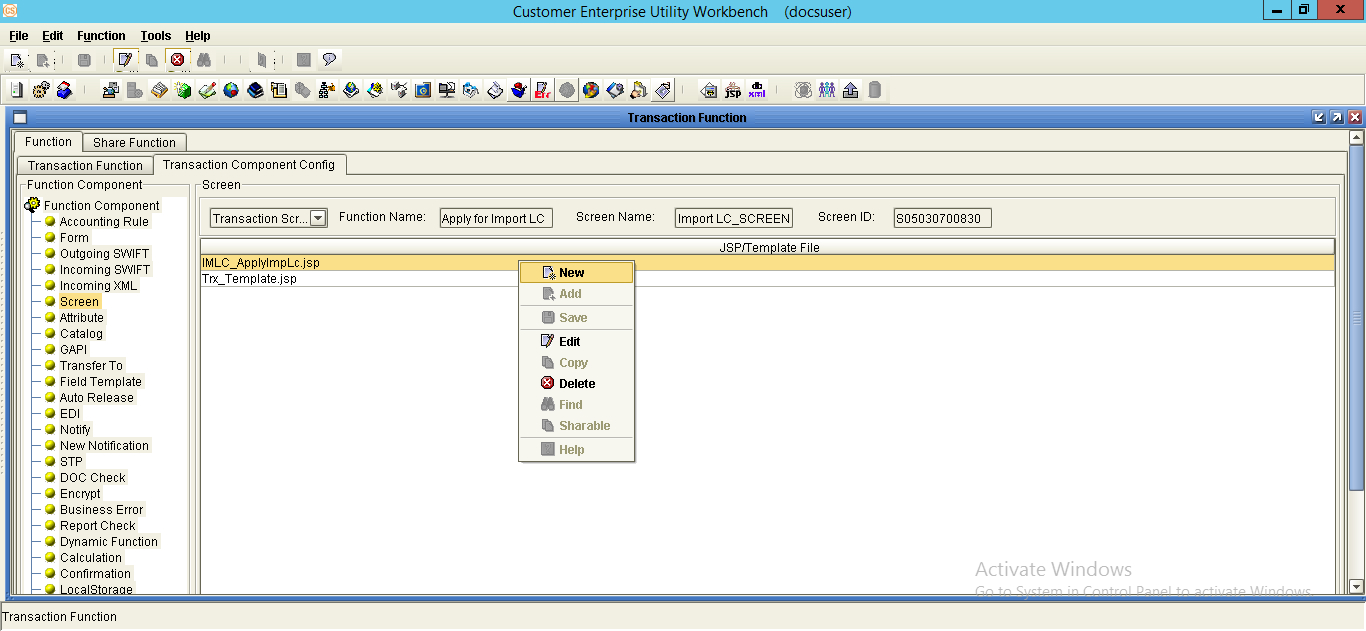 CS
Customer Enterprise Utility Workbench (docsuser)
File Edit Function Tools Help
jsp xml
Transaction Function
Function Share Function
Transaction Function Transaction Component Config
Function Component
Function Component
Accounting Rule
Form
Outgoing SWIFT
Incoming SWIFT
Incoming XML
Screen
Attribute
Catalog
GAPI
Transfer To
Field Template
Auto Release
EDI
Notify
New Notification
STP
DOC Check
Encrypt
Business Error
Report Check
Dynamic Function
Calculation
Confirmation
LocalStorage
Screen
Transaction Scr... Function Name: Apply for Import LC Screen Name: Import LC_SCREEN Screen ID: S05030700830
JSP/Template File
IMLC_ApplyImpLc.jsp
Trx_Template.jsp
New
Add
Save
Edit
Copy
Delete
Find
Sharable
Help
Activate Windows
Go to System in Control Panel to activate Windows.
Transaction Function